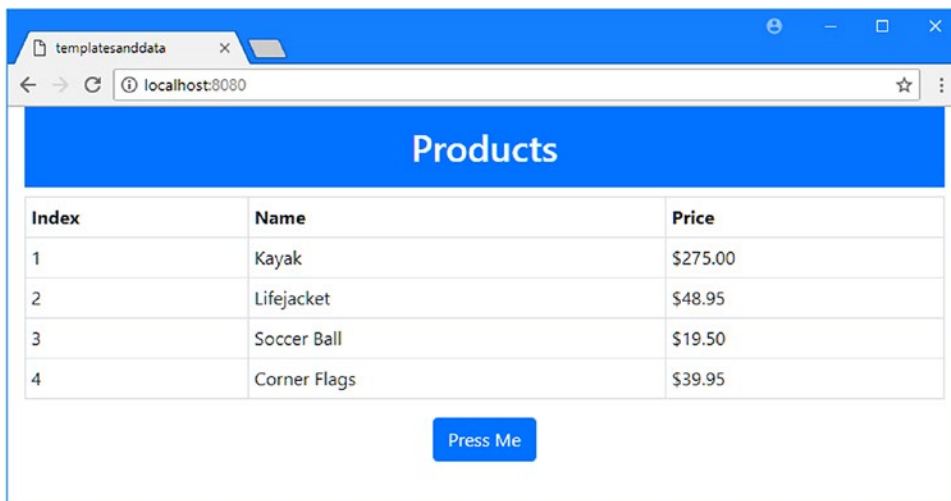 templatesanddata
localhost:8080
Products
Index Name Price
1 Kayak $275.00
2 Lifejacket $48.95
3 Soccer Ball $19.50
4 Corner Flags $39.95
Press Me